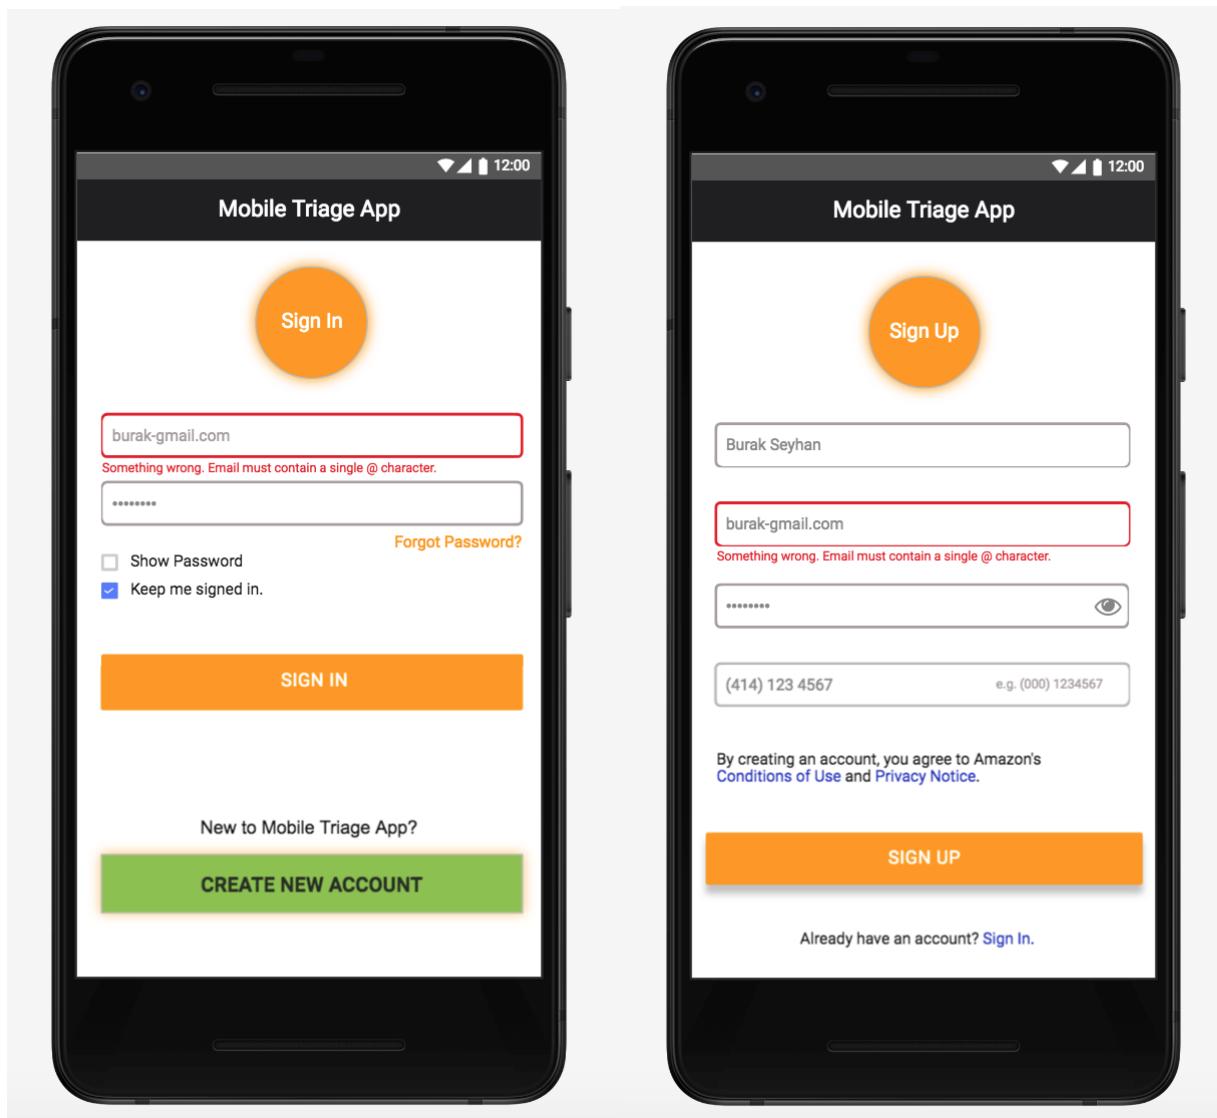 12:00
Mobile Triage App
Sign In
burak-gmail.com
Something wrong. Email must contain a single @ character.
••••••••
Forgot Password?
Show Password
Keep me signed in.
SIGN IN
New to Mobile Triage App?
CREATE NEW ACCOUNT
12:00
Mobile Triage App
Sign Up
Burak Seyhan
burak-gmail.com
Something wrong. Email must contain a single @ character.
••••••••
(414) 123 4567 e.g. (000) 1234567
By creating an account, you agree to Amazon's
Conditions of Use and Privacy Notice.
SIGN UP
Already have an account? Sign In.